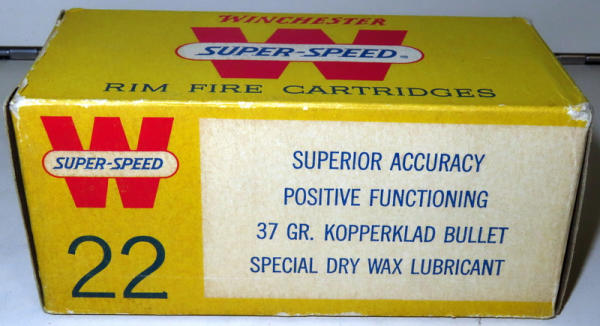 WINCHESTER
SUPER-SPEED
RIM FIRE CARTRIDGES
W
SUPER-SPEED
22
SUPERIOR ACCURACY
POSITIVE FUNCTIONING
37 GR. KOPPERKLAD BULLET
SPECIAL DRY WAX LUBRICANT